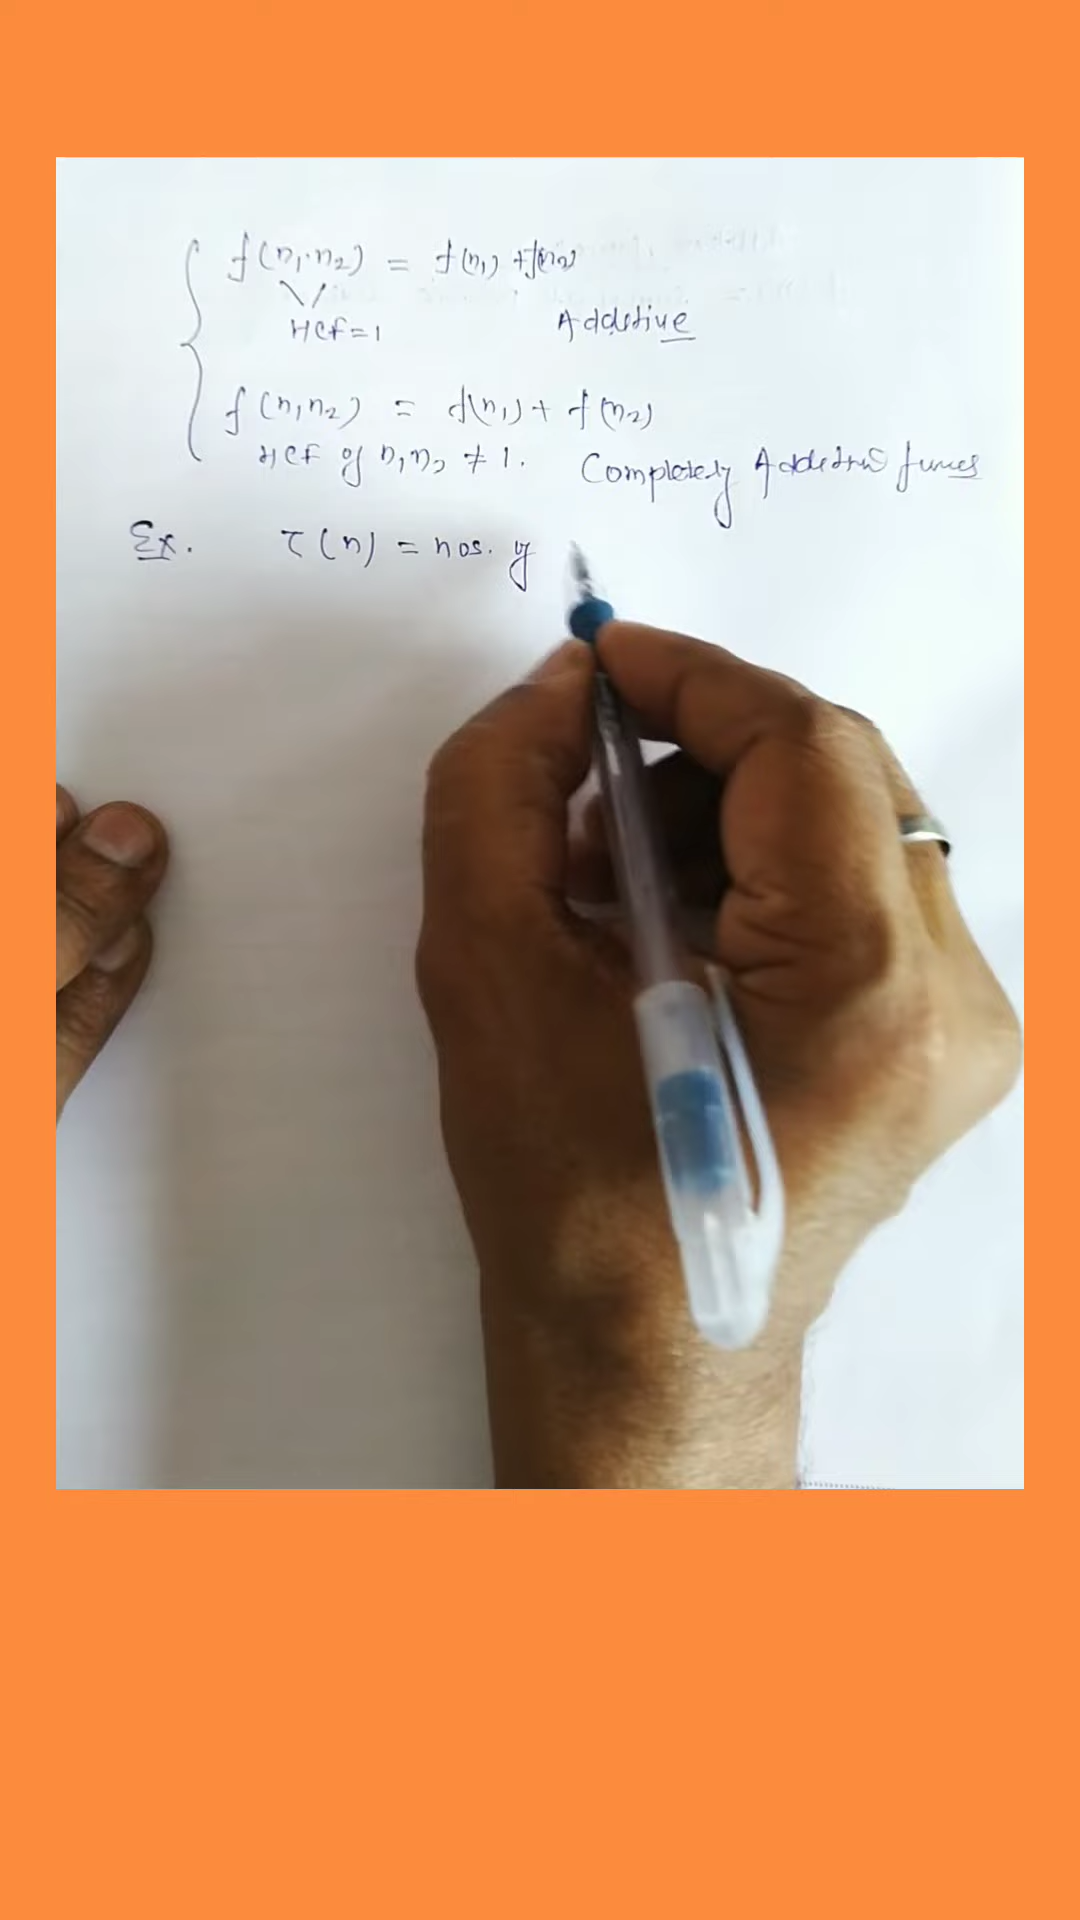 f(n₁·n₂) = f(n₁) + f(n₂)
HCF = 1 Additive
f(n₁n₂) = f(n₁) + f(n₂)
HCF of n₁n₂ ≠ 1. Completely Additive
Ex. τ(n) = nos. of